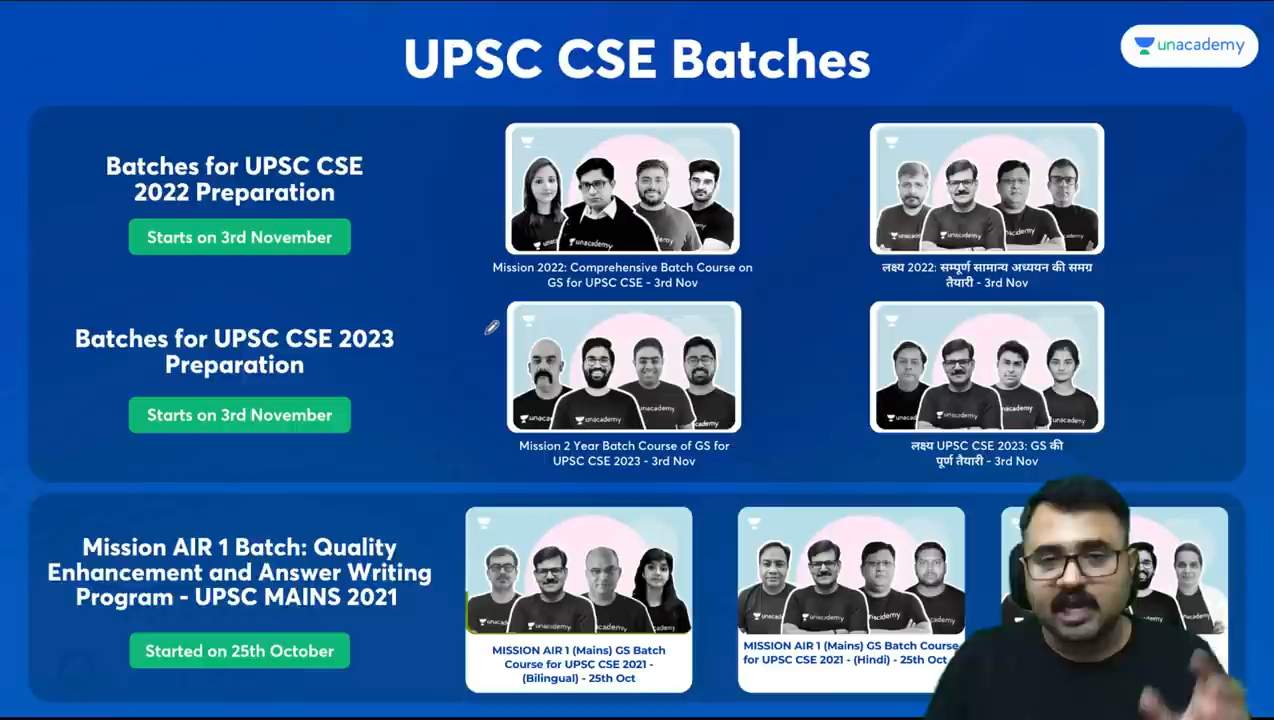 UPSC CSE Batches
unacademy
Batches for UPSC CSE
2022 Preparation
Starts on 3rd November
unacademy
Mission 2022: Comprehensive Batch Course on
GS for UPSC CSE - 3rd Nov
लक्ष्य 2022: सम्पूर्ण सामान्य अध्ययन की समग्र
तैयारी - 3rd Nov
Batches for UPSC CSE 2023
Preparation
Starts on 3rd November
unacademy
Mission 2 Year Batch Course of GS for
UPSC CSE 2023 - 3rd Nov
unacademy
लक्ष्य UPSC CSE 2023: GS की
पूर्ण तैयारी - 3rd Nov
Mission AIR 1 Batch: Quality
Enhancement and Answer Writing
Program - UPSC MAINS 2021
Started on 25th October
unacademy
MISSION AIR 1 (Mains) GS Batch
Course for UPSC CSE 2021 -
(Bilingual) - 25th Oct
unacademy
MISSION AIR 1 (Mains) GS Batch Course
for UPSC CSE 2021 - (Hindi) - 25th Oct